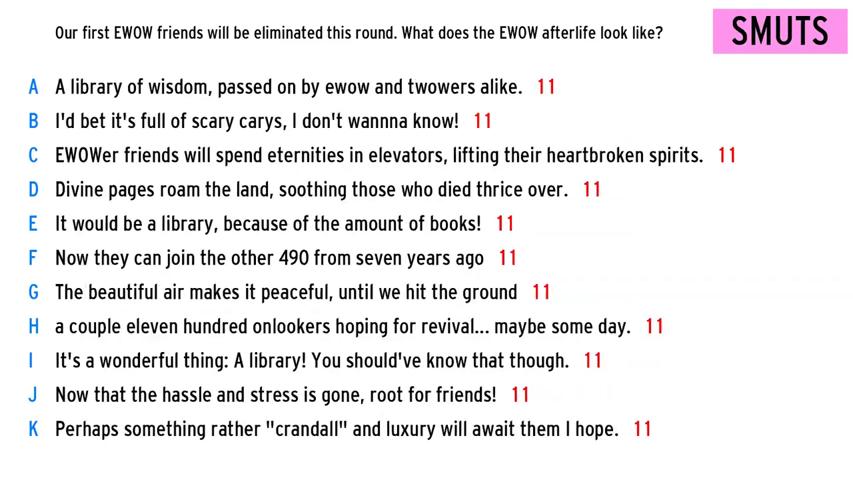 Our first EWOW friends will be eliminated this round. What does the EWOW afterlife look like?
SMUTS
A A library of wisdom, passed on by ewow and twowers alike. 11
B I'd bet it's full of scary carys, I don't wannna know! 11
C EWOWer friends will spend eternities in elevators, lifting their heartbroken spirits. 11
D Divine pages roam the land, soothing those who died thrice over. 11
E It would be a library, because of the amount of books! 11
F Now they can join the other 490 from seven years ago 11
G The beautiful air makes it peaceful, until we hit the ground 11
H a couple eleven hundred onlookers hoping for revival... maybe some day. 11
I It's a wonderful thing: A library! You should've know that though. 11
J Now that the hassle and stress is gone, root for friends! 11
K Perhaps something rather "crandall" and luxury will await them I hope. 11